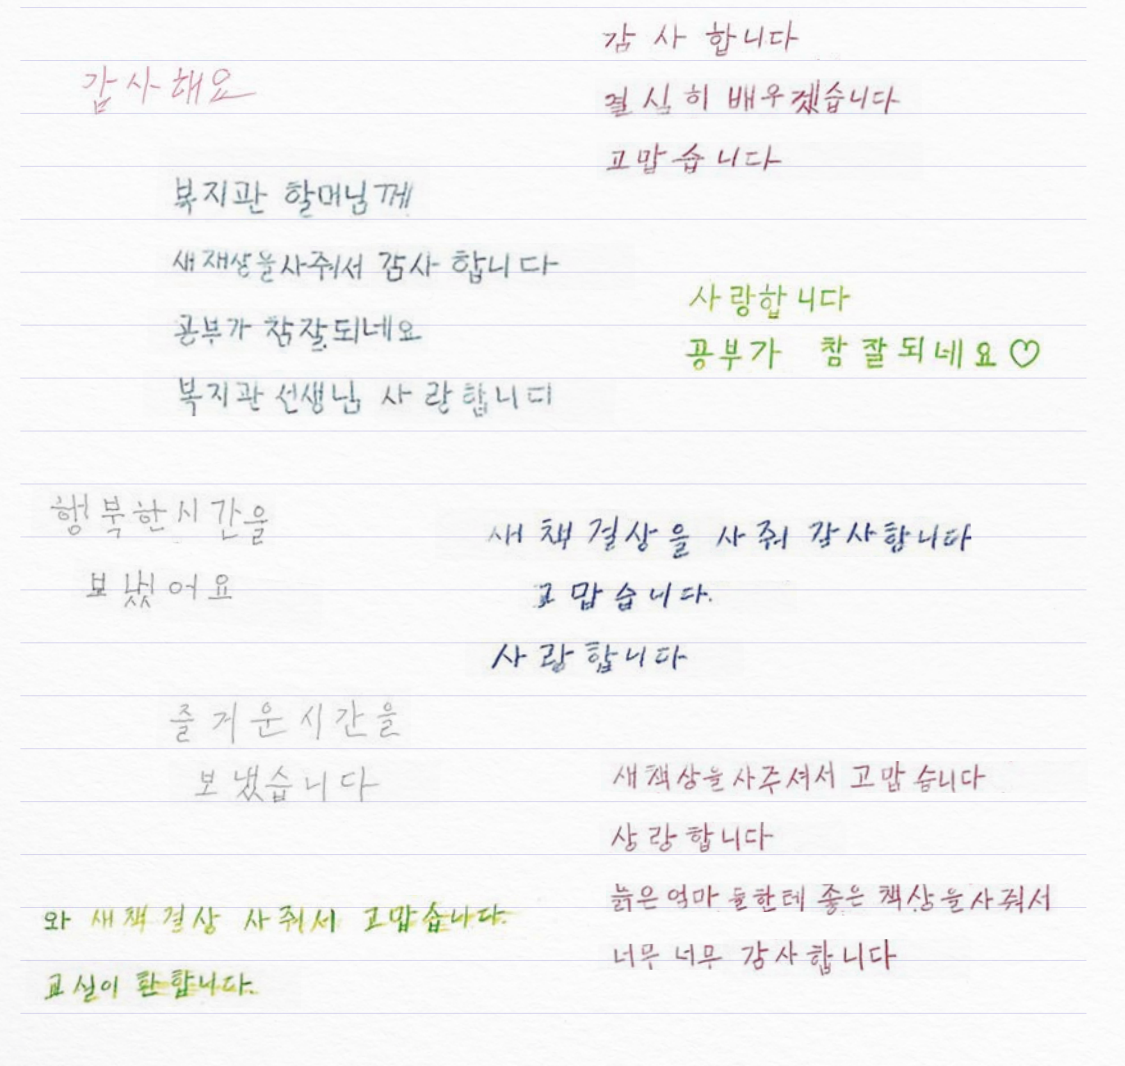 감사해요
감 사 합니다
열심히 배우겠습니다
고맙습니다
복지관 할머님께
새재상을사줘서 감사 합니다
공부가 참잘되네요
복지관 선생님 사랑합니디
사랑합니다
공부가 참 잘되네요♡
행복한시간을
보냈어요
새 책 걸상을 사줘 감사합니다
고맙습니다.
사랑합니다
즐거운시간을
보냈습니다
새책상을사주셔서 고맙습니다
상랑합니다
늙은 엄마 들한테 좋은 책상을사줘서
너무 너무 감사합니다
와 새책 걸상 사줘서 고맙습니다.
교실이 환합니다.